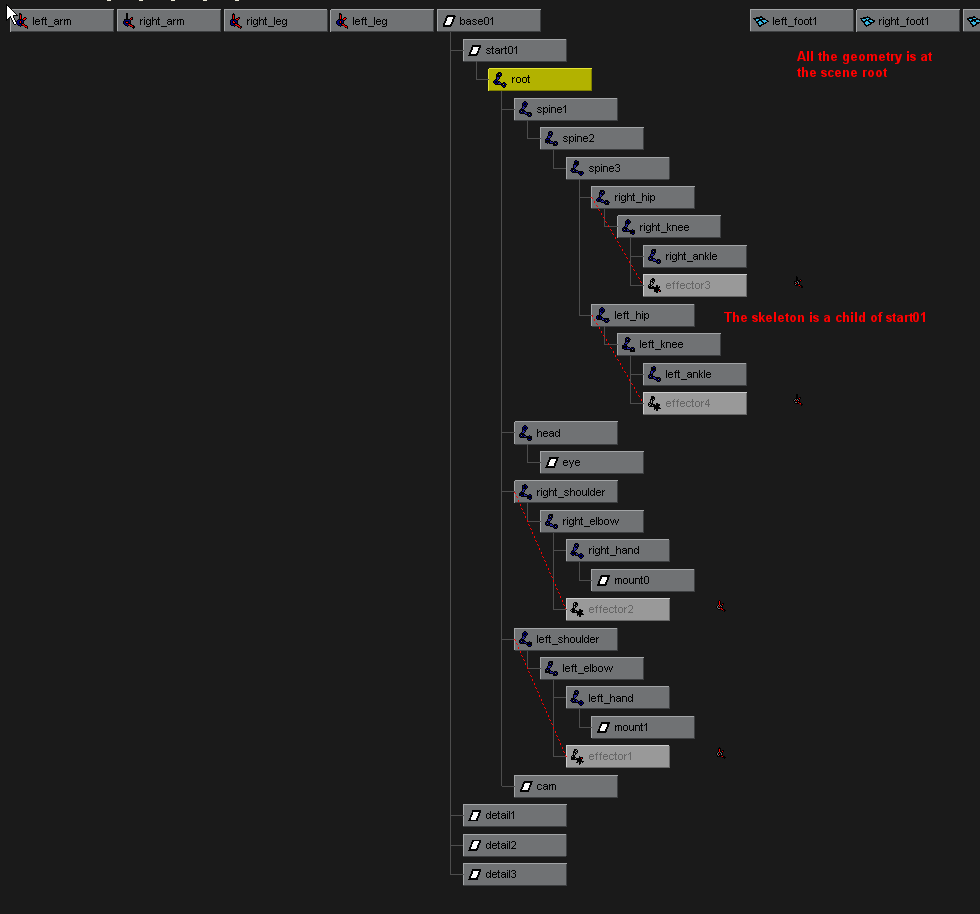 left_arm
right_arm
right_leg
left_leg
base01
left_foot1
right_foot1
start01
All the geometry is at
the scene root
root
spine1
spine2
spine3
right_hip
right_knee
right_ankle
effector3
left_hip
The skeleton is a child of start01
left_knee
left_ankle
effector4
head
eye
right_shoulder
right_elbow
right_hand
mount0
effector2
left_shoulder
left_elbow
left_hand
mount1
effector1
cam
detail1
detail2
detail3